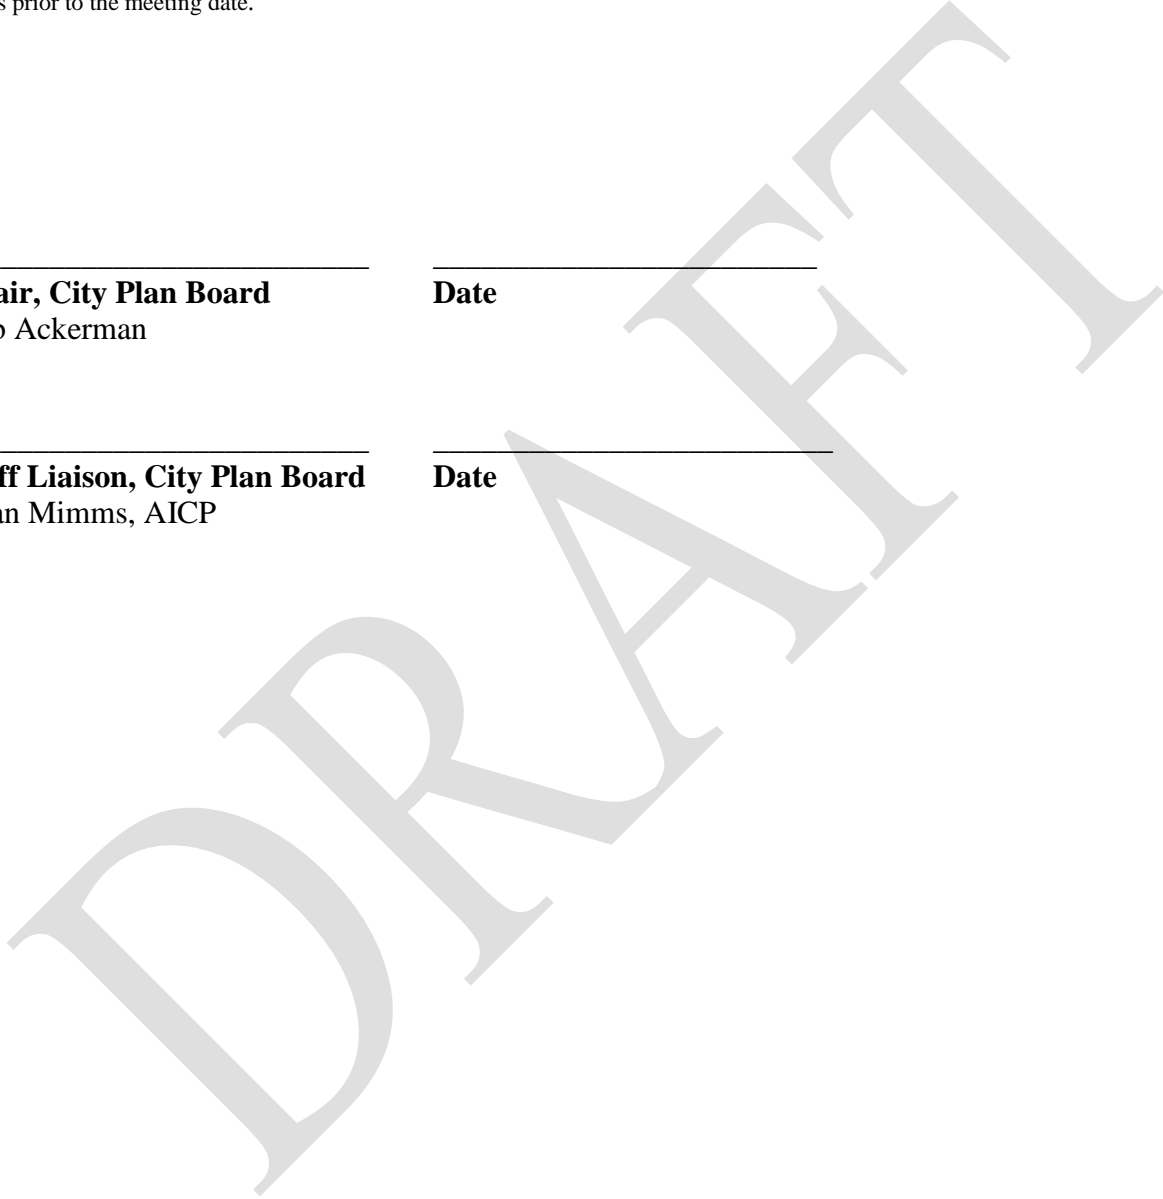 s prior to the meeting date.
air, City Plan Board Date
o Ackerman
ff Liaison, City Plan Board Date
an Mimms, AICP
DRAFT